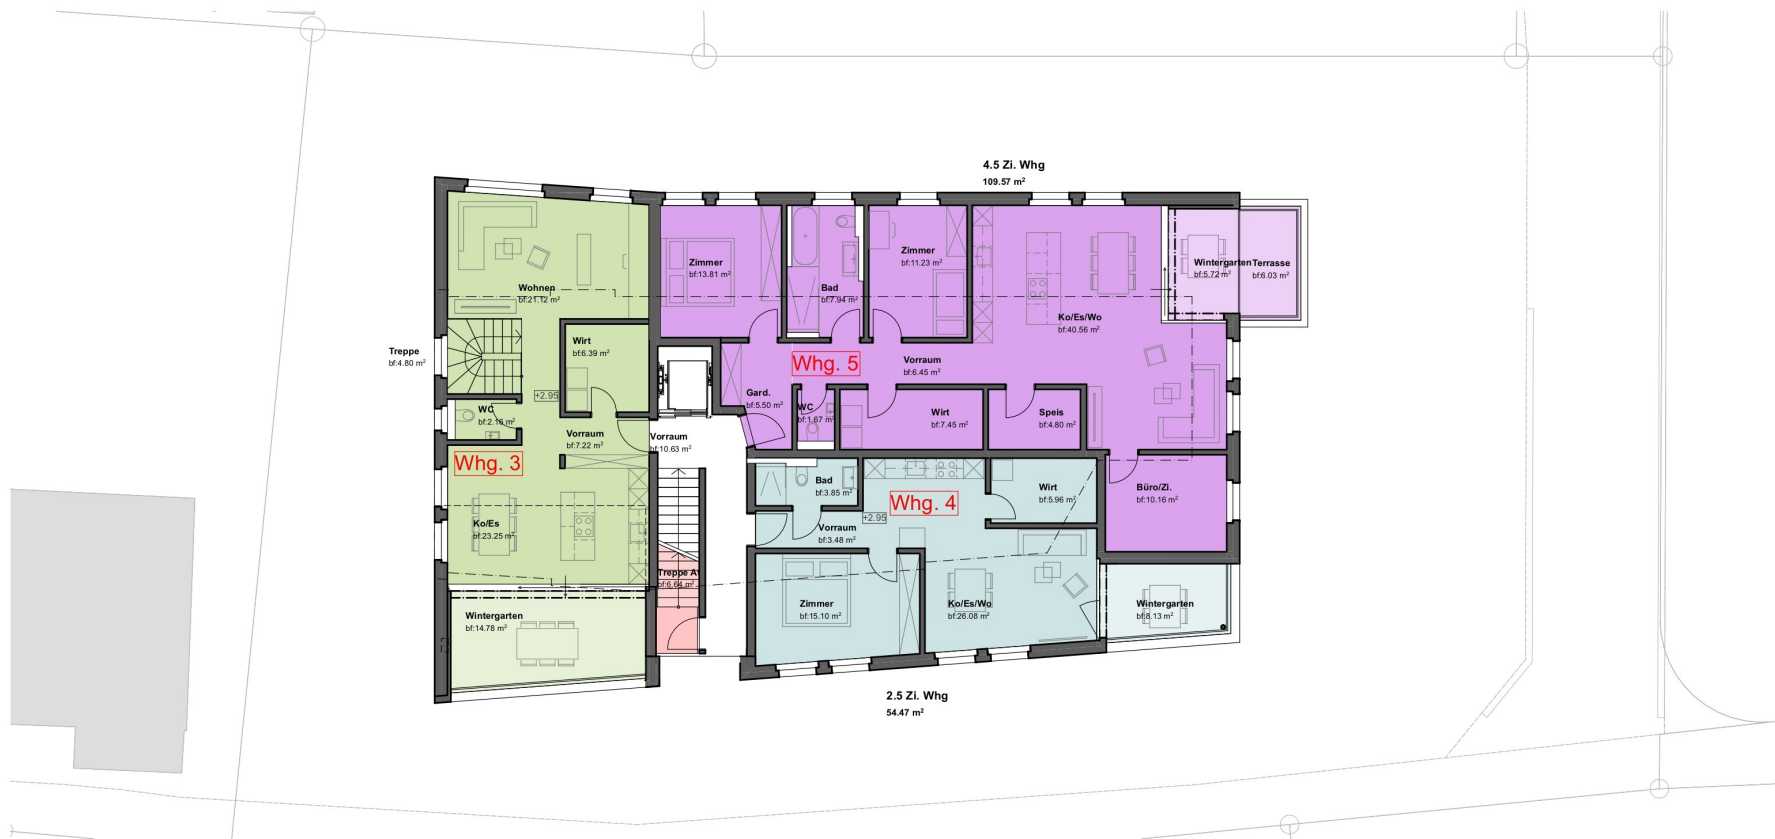 4.5 Zi. Whg
109.57 m²
Zimmer
bf:13.81 m²
Bad
bf:7.94 m²
Zimmer
bf:11.23 m²
Wintergarten
bf:5.72 m²
Terrasse
bf:6.03 m²
Wohnen
bf:21.12 m²
Ko/Es/Wo
bf:40.56 m²
Treppe
bf:4.80 m²
Wirt
bf:6.39 m²
Whg. 5
Vorraum
bf:6.45 m²
+2.95
Gard.
bf:5.50 m²
WC
bf:2.16 m²
WC
bf:1.67 m²
Wirt
bf:7.45 m²
Speis
bf:4.80 m²
Vorraum
bf:7.22 m²
Vorraum
bf:10.63 m²
Whg. 3
Bad
bf:3.85 m²
Whg. 4
Wirt
bf:5.96 m²
Büro/Zi.
bf:10.16 m²
+2.95
Ko/Es
bf:23.25 m²
Vorraum
bf:3.48 m²
Treppe A
bf:6.64 m²
Wintergarten
bf:14.78 m²
Zimmer
bf:15.10 m²
Ko/Es/Wo
bf:26.08 m²
Wintergarten
bf:8.13 m²
2.5 Zi. Whg
54.47 m²